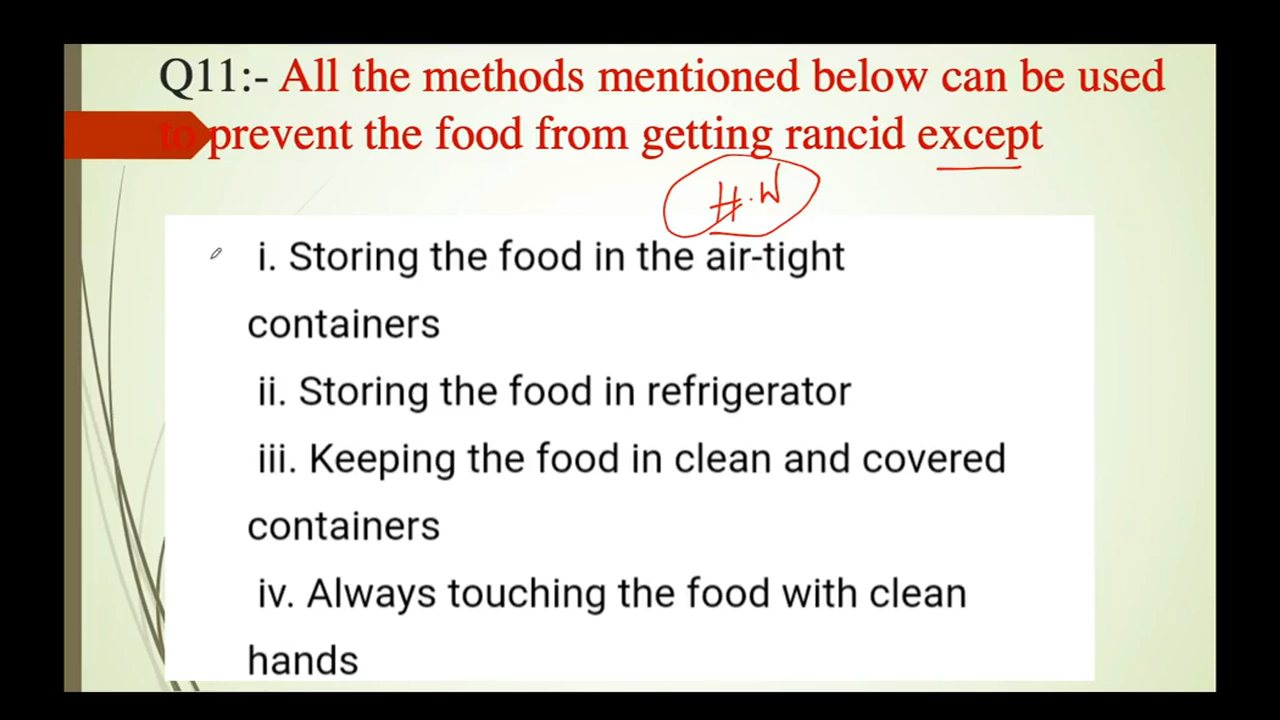 Q11:- All the methods mentioned below can be used
to prevent the food from getting rancid except
H.W
i. Storing the food in the air-tight
containers
ii. Storing the food in refrigerator
iii. Keeping the food in clean and covered
containers
iv. Always touching the food with clean
hands